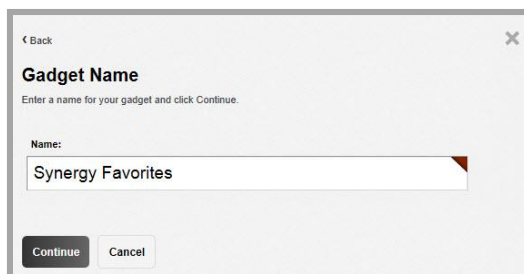 ‹ Back
Gadget Name
Enter a name for your gadget and click Continue.
Name:
Synergy Favorites
Continue Cancel